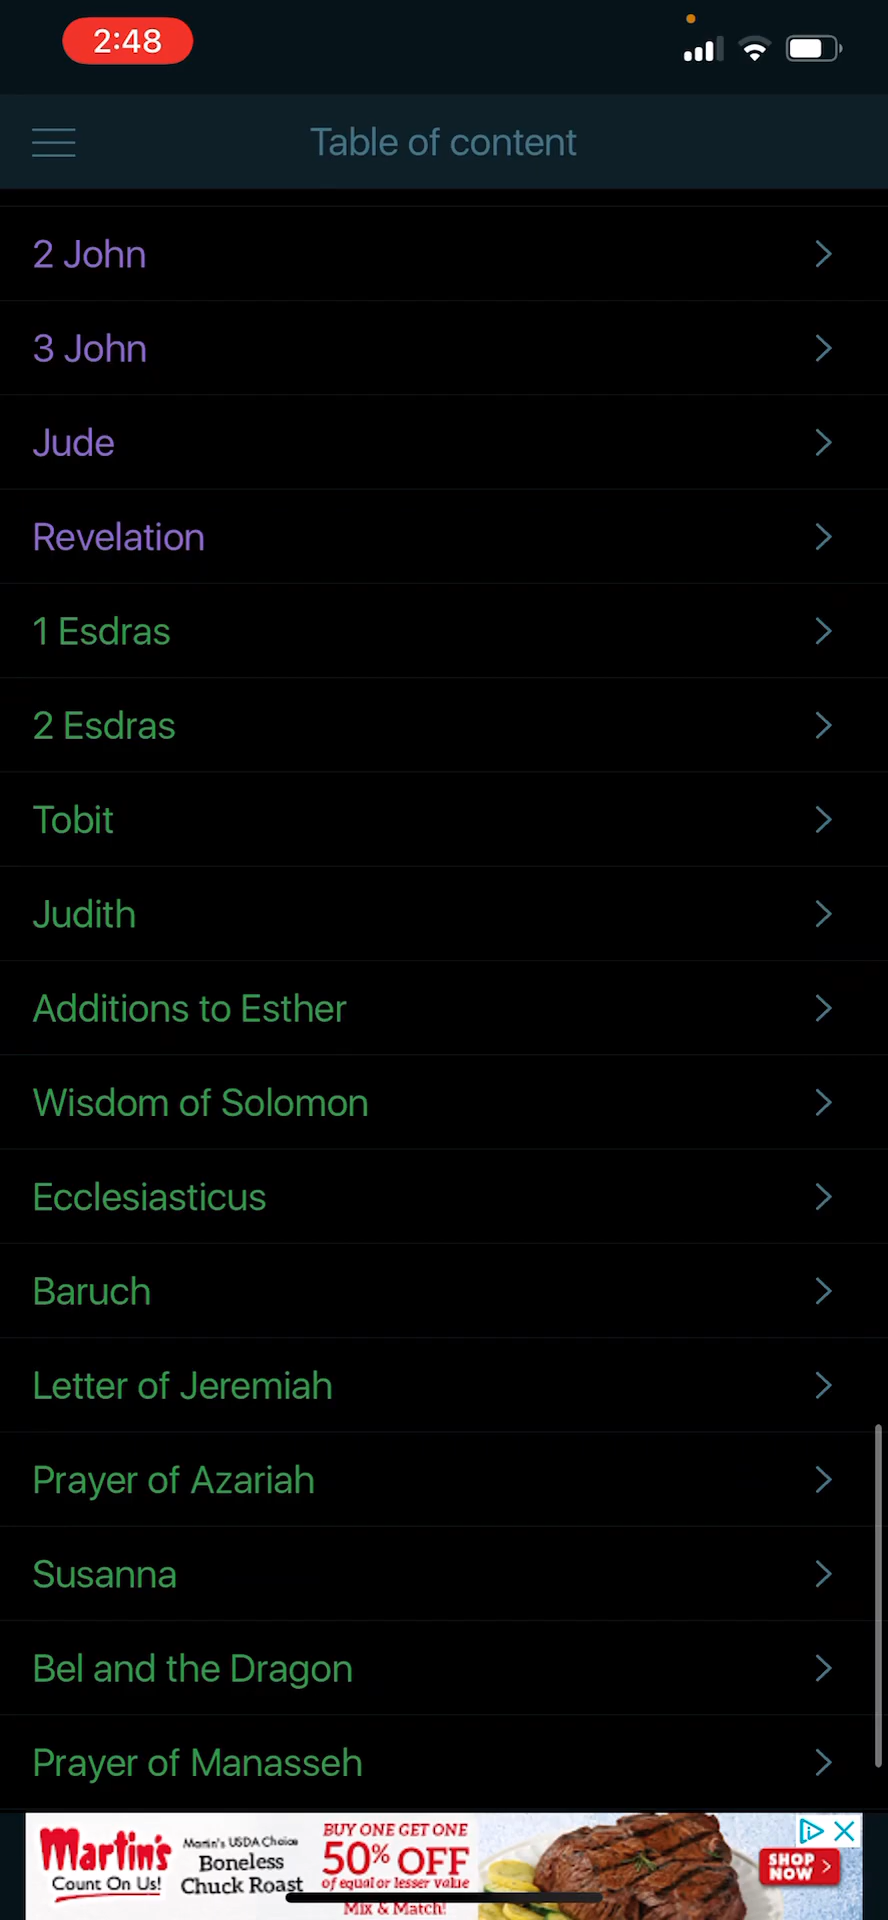 2:48
Table of content
2 John
3 John
Jude
Revelation
1 Esdras
2 Esdras
Tobit
Judith
Additions to Esther
Wisdom of Solomon
Ecclesiasticus
Baruch
Letter of Jeremiah
Prayer of Azariah
Susanna
Bel and the Dragon
Prayer of Manasseh
Martin's
Count On Us!
Martin's USDA Choice
Boneless
Chuck Roast
BUY ONE GET ONE
50% OFF
of equal or lesser value
Mix & Match!
SHOP
NOW